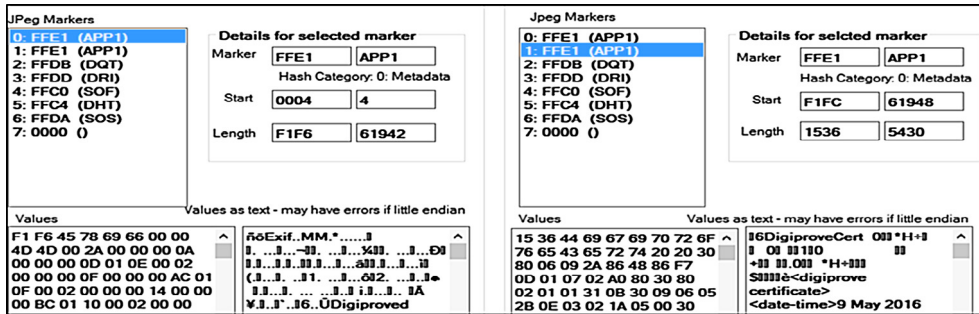 JPeg Markers
0: FFE1 (APP1)
1: FFE1 (APP1)
2: FFDB (DQT)
3: FFDD (DRI)
4: FFC0 (SOF)
5: FFC4 (DHT)
6: FFDA (SOS)
7: 0000 ()
Details for selected marker
Marker FFE1 APP1
Hash Category: 0: Metadata
Start 0004 4
Length F1F6 61942
Values
Values as text - may have errors if little endian
F1 F6 45 78 69 66 00 00
4D 4D 00 2A 00 00 00 0A
00 00 00 0D 01 0E 00 02
00 00 00 0F 00 00 00 AC 01
0F 00 02 00 00 00 14 00 00
00 BC 01 10 00 02 00 00
ñöExif..MM.*......
Digiproved
Jpeg Markers
0: FFE1 (APP1)
1: FFE1 (APP1)
2: FFDB (DQT)
3: FFDD (DRI)
4: FFC0 (SOF)
5: FFC4 (DHT)
6: FFDA (SOS)
7: 0000 ()
Details for selcted marker
Marker FFE1 APP1
Hash Category: 0: Metadata
Start F1FC 61948
Length 1536 5430
Values
Values as text - may have errors if little endian
15 36 44 69 67 69 70 72 6F
76 65 43 65 72 74 20 20 30
80 06 09 2A 86 48 86 F7
0D 01 07 02 A0 80 30 80
02 01 01 31 0B 30 09 06 05
2B 0E 03 02 1A 05 00 30
6DigiproveCert *H÷
è<digiprove
certificate>
<date-time>9 May 2016